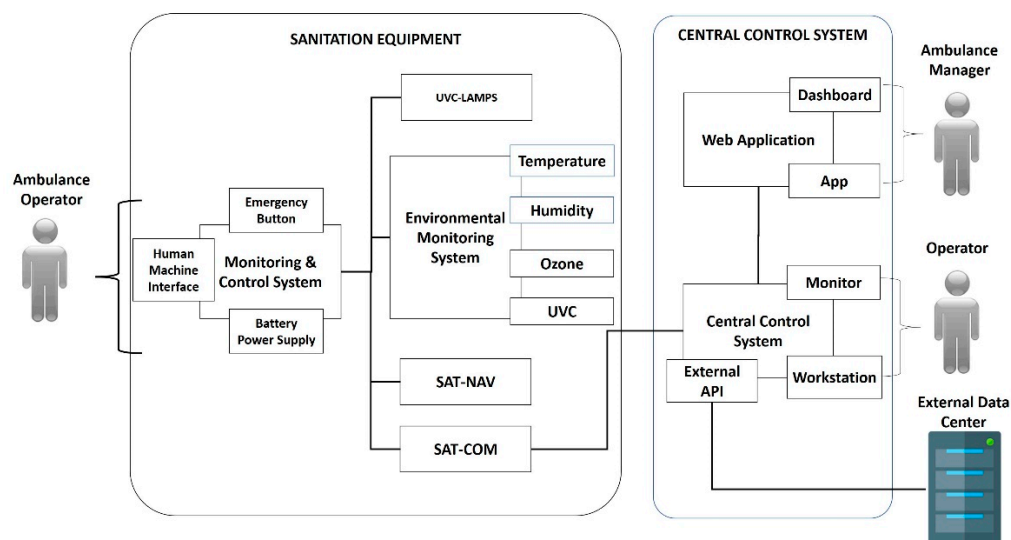 SANITATION EQUIPMENT
CENTRAL CONTROL SYSTEM
Ambulance
Manager
UVC-LAMPS
Dashboard
Web Application
App
Ambulance
Operator
Temperature
Humidity
Environmental
Monitoring
System
Ozone
UVC
Emergency
Button
Human
Machine
Interface
Monitoring &
Control System
Battery
Power Supply
Operator
Monitor
Central Control
System
External
API
Workstation
SAT-NAV
SAT-COM
External Data
Center